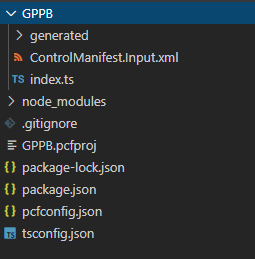 GPPB
generated
ControlManifest.Input.xml
TS index.ts
node_modules
.gitignore
GPPB.pcfproj
{} package-lock.json
{} package.json
{} pcfconfig.json
TS tsconfig.json